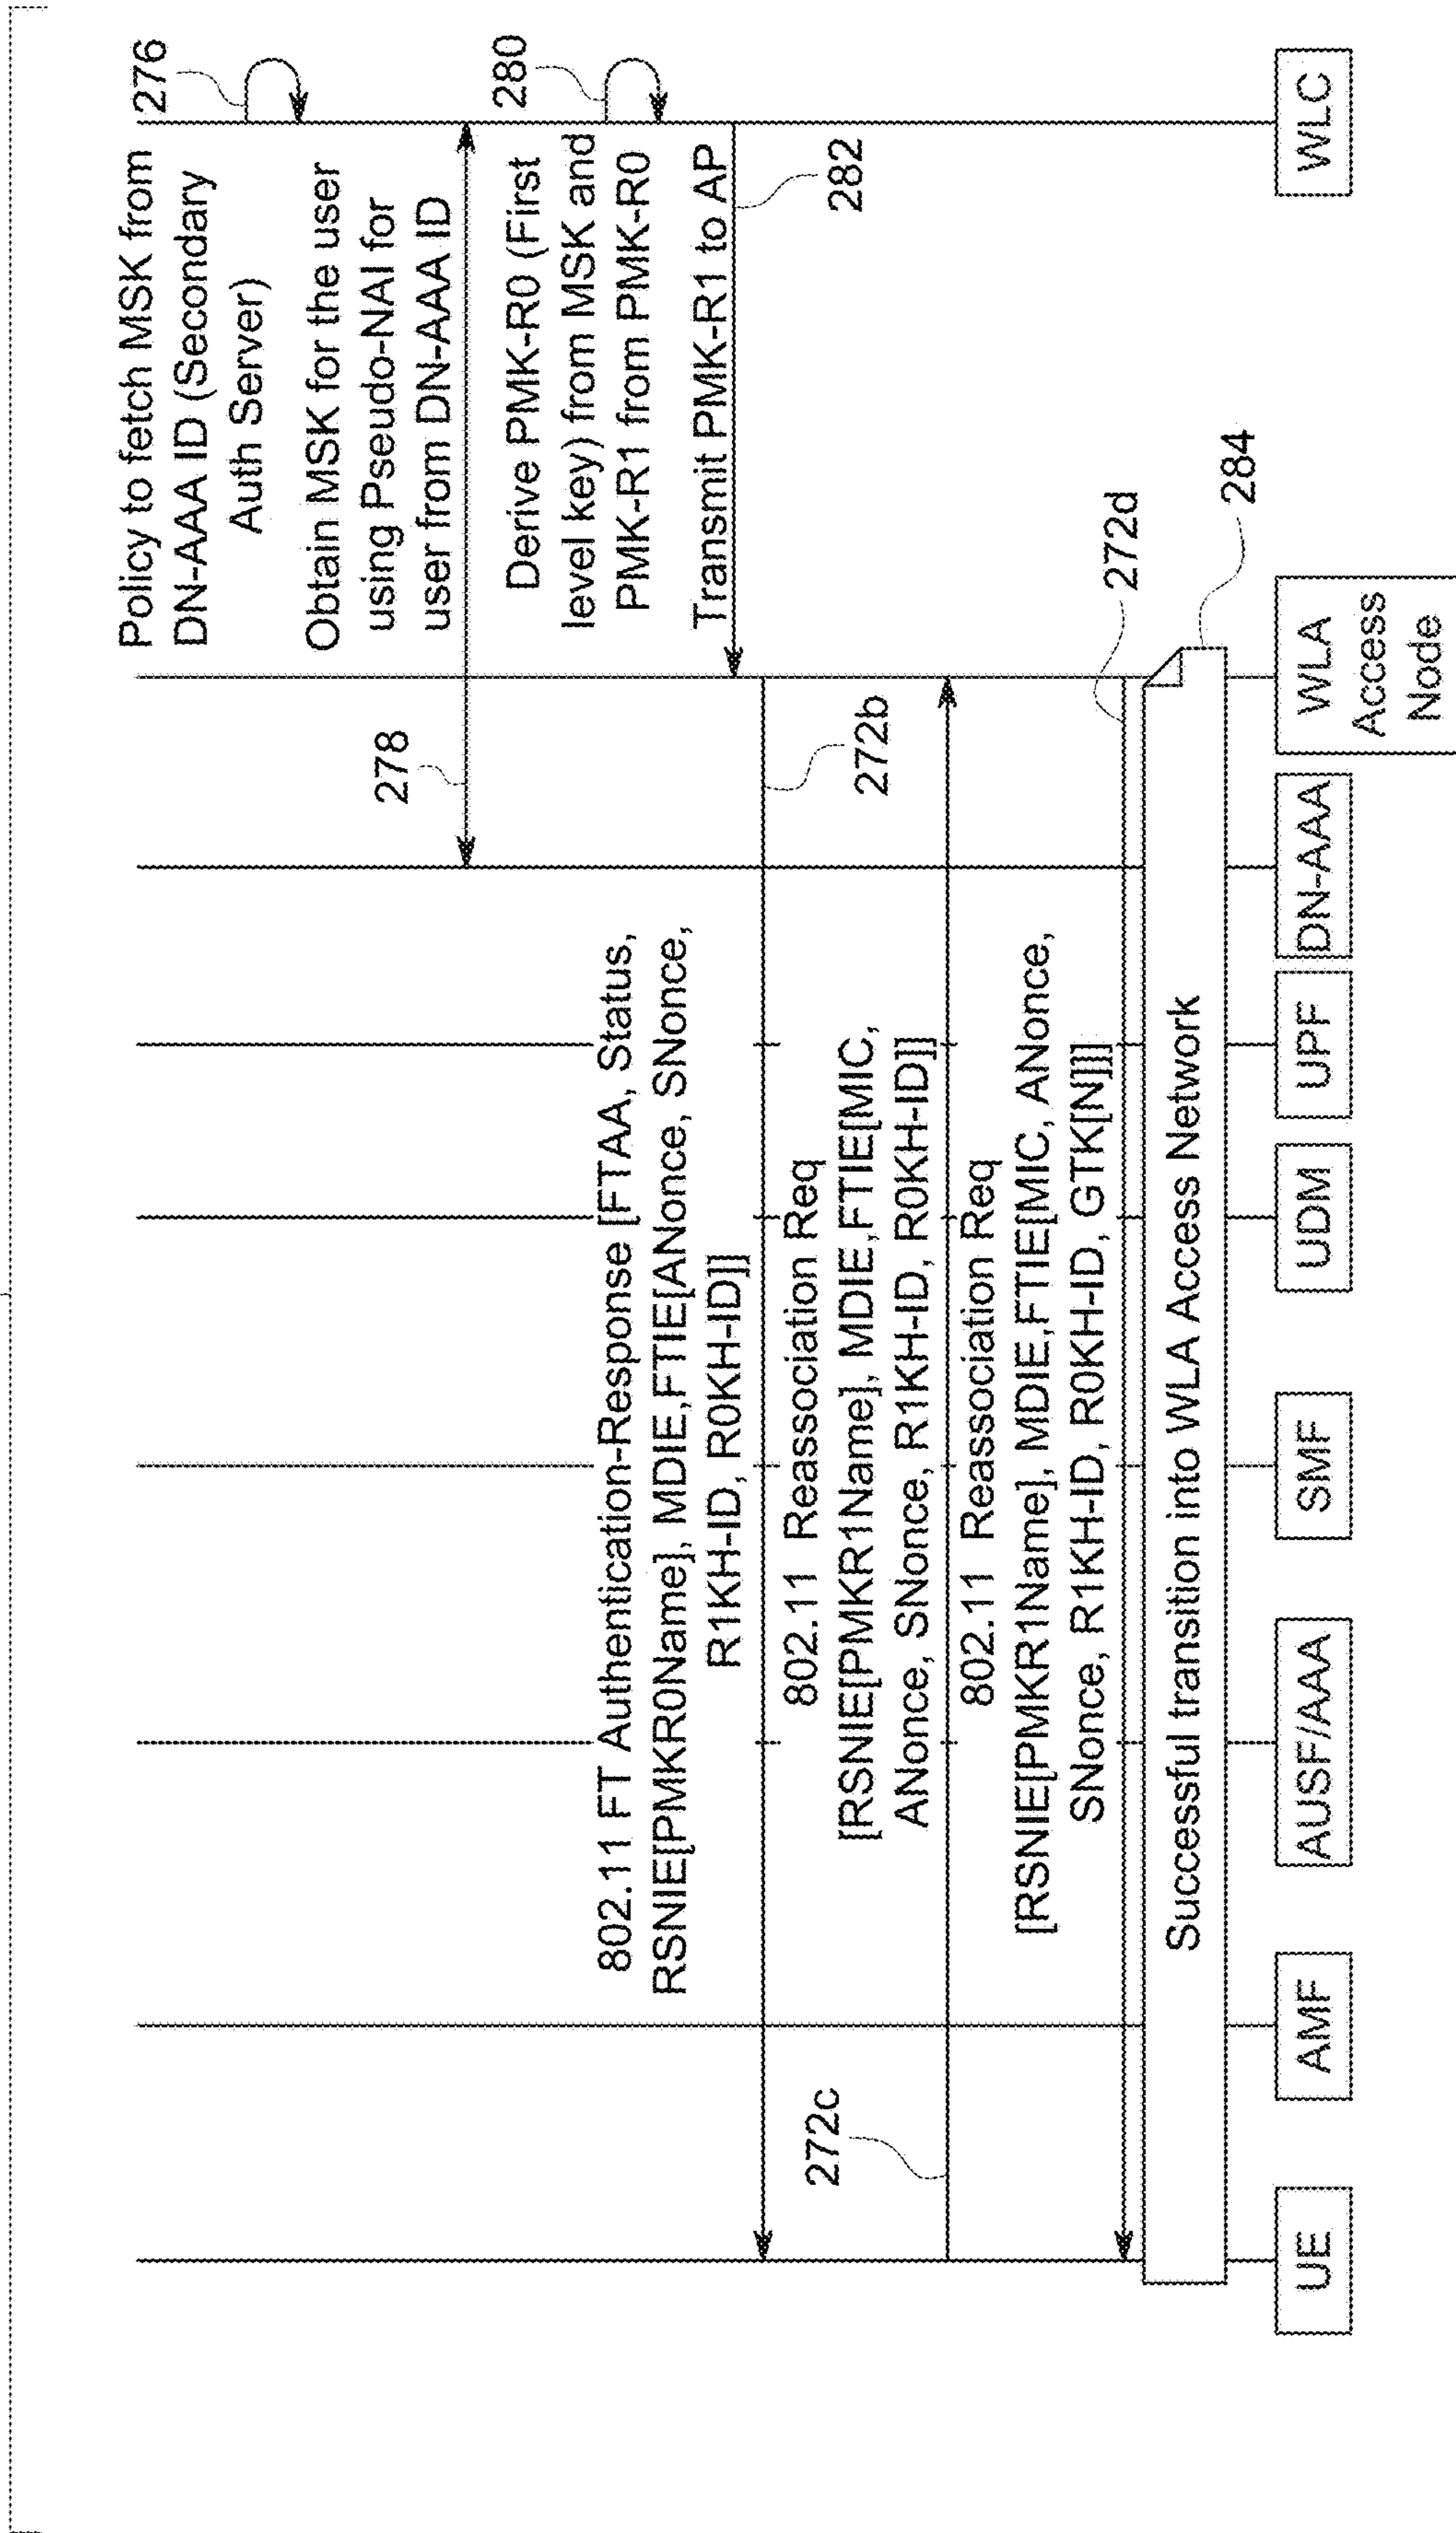 Policy to fetch MSK from
DN-AAA ID (Secondary
Auth Server)
276
Obtain MSK for the user
using Pseudo-NAI for
user from DN-AAA ID
278
Derive PMK-R0 (First
level key) from MSK and
PMK-R1 from PMK-R0
280
Transmit PMK-R1 to AP
282
802.11 FT Authentication-Response [FTAA, Status,
RSNIE[PMKR0Name], MDIE,FTIE[ANonce, SNonce,
R1KH-ID, R0KH-ID]]
272b
802.11 Reassociation Req
[RSNIE[PMKR1Name], MDIE,FTIE[MIC,
ANonce, SNonce, R1KH-ID, R0KH-ID]]
272c
802.11 Reassociation Req
[RSNIE[PMKR1Name], MDIE,FTIE[MIC, ANonce,
SNonce, R1KH-ID, R0KH-ID, GTK[N]]]
272d
Successful transition into WLA Access Network
284
UE
AMF
AUSF/AAA
SMF
UDM
UPF
DN-AAA
WLA
Access
Node
WLC